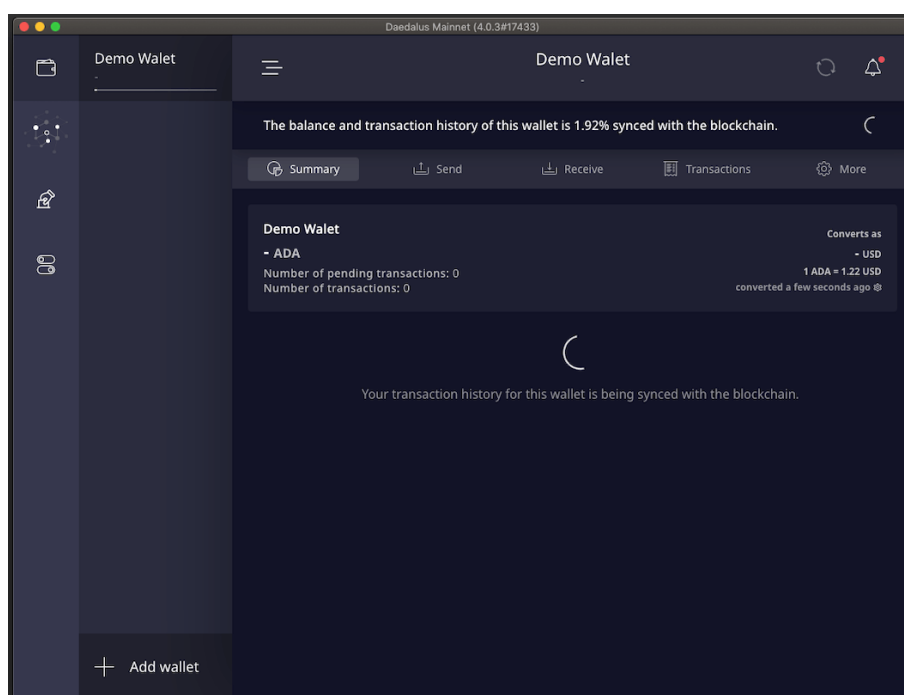 Daedalus Mainnet (4.0.3#17433)
Demo Walet
-
Demo Walet
-
The balance and transaction history of this wallet is 1.92% synced with the blockchain.
Summary
Send
Receive
Transactions
More
Demo Walet
- ADA
Number of pending transactions: 0
Number of transactions: 0
Converts as
- USD
1 ADA = 1.22 USD
converted a few seconds ago
Your transaction history for this wallet is being synced with the blockchain.
Add wallet